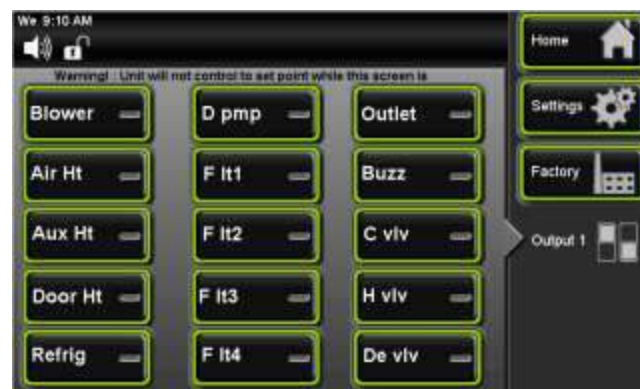 We 9:10 AM
Warning! Unit will not control to set point while this screen is
Blower
D pmp
Outlet
Air Ht
F lt1
Buzz
Aux Ht
F lt2
C vlv
Door Ht
F lt3
H vlv
Refrig
F lt4
De vlv
Home
Settings
Factory
Output 1